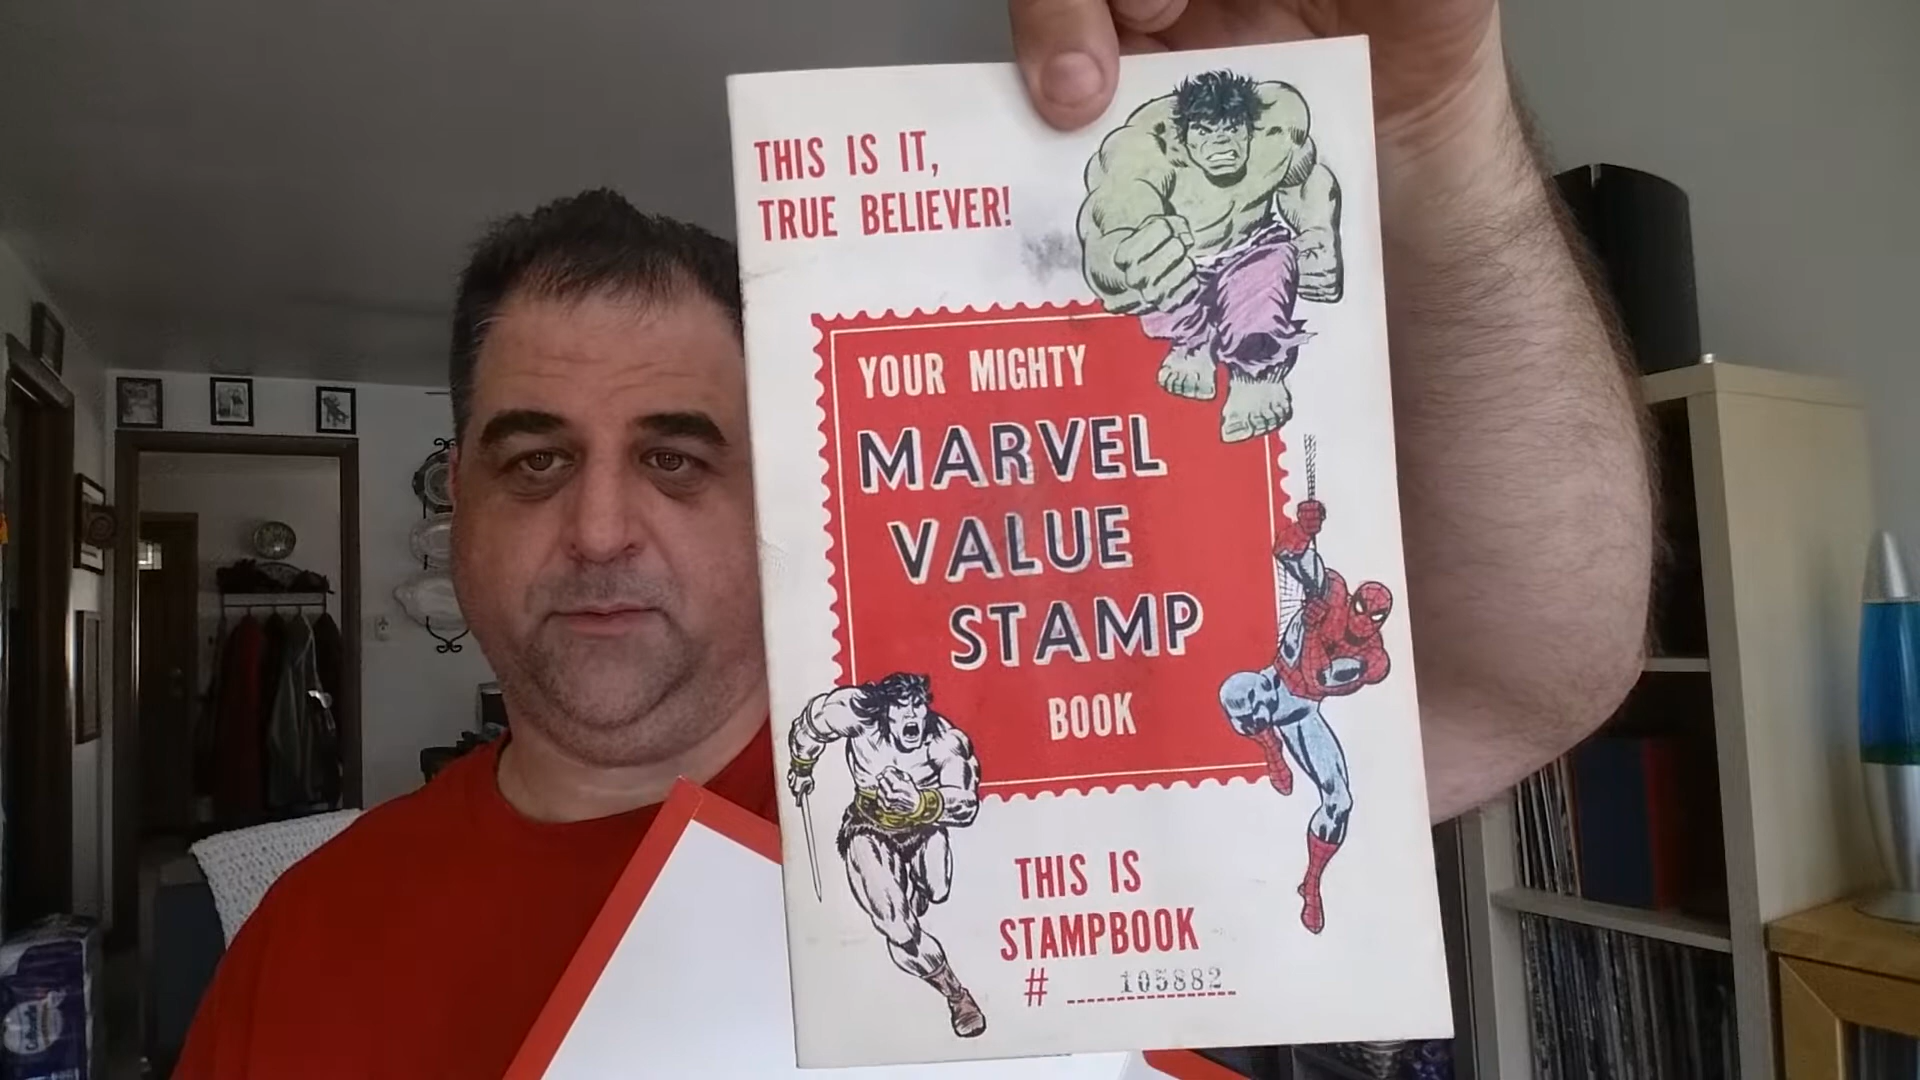 THIS IS IT,
TRUE BELIEVER!
YOUR MIGHTY
MARVEL
VALUE
STAMP
BOOK
THIS IS
STAMPBOOK
# 105882